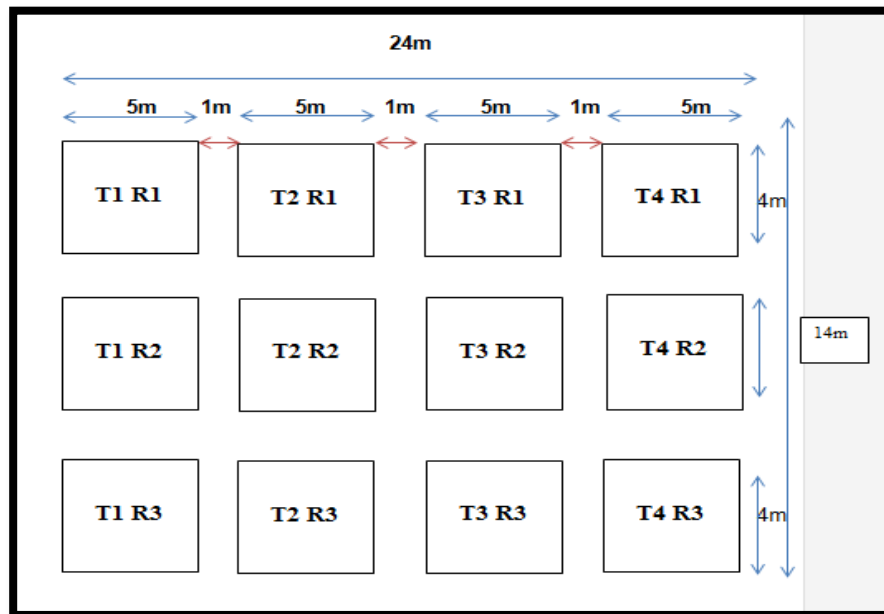 24m
5m 1m 5m 1m 5m 1m 5m
T1 R1 T2 R1 T3 R1 T4 R1 4m
T1 R2 T2 R2 T3 R2 T4 R2 14m
T1 R3 T2 R3 T3 R3 T4 R3 4m